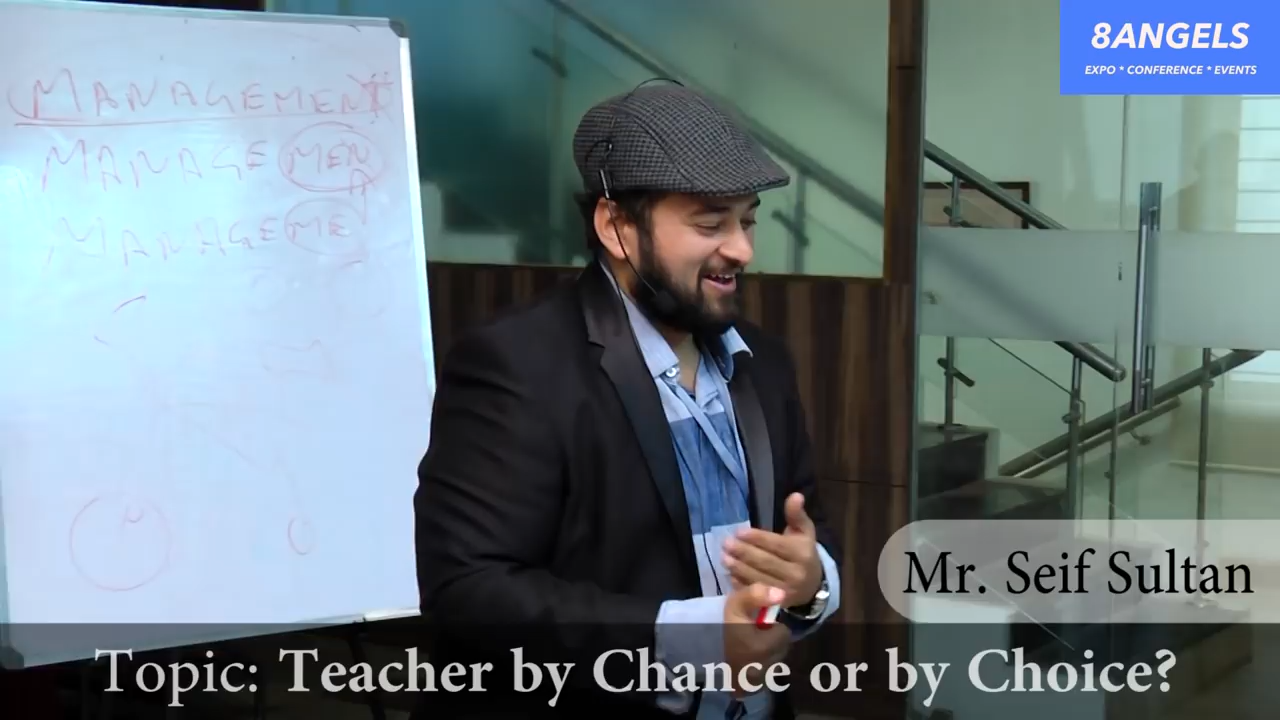 MANAGEMENT
MANAGEMEN
MANAGEME
8ANGELS
EXPO * CONFERENCE * EVENTS
Mr. Seif Sultan
Topic: Teacher by Chance or by Choice?